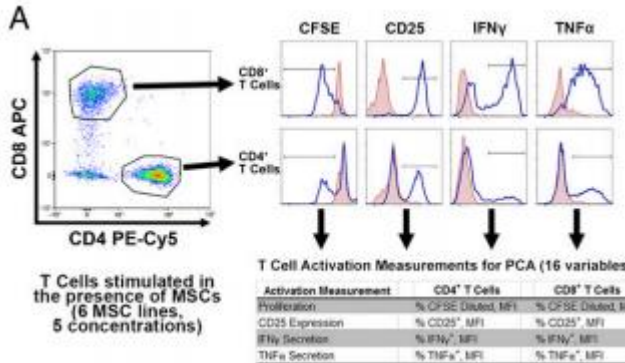 A
CFSE CD25 IFNγ TNFα
CD8⁺
T Cells
CD4⁺
T Cells
CD8 APC
CD4 PE-Cy5
T Cells stimulated in
the presence of MSCs
(6 MSC lines,
5 concentrations)
T Cell Activation Measurements for PCA (16 variables
Activation Measurement CD4⁺ T Cells CD8⁺ T Cells
Proliferation % CFSE Diluted, MFI % CFSE Diluted, M
CD25 Expression % CD25⁺, MFI % CD25⁺, MFI
IFNγ Secretion % IFNγ⁺, MFI % IFNγ⁺, MFI
TNFα Secretion % TNFα⁺, MFI % TNFα⁺, MFI